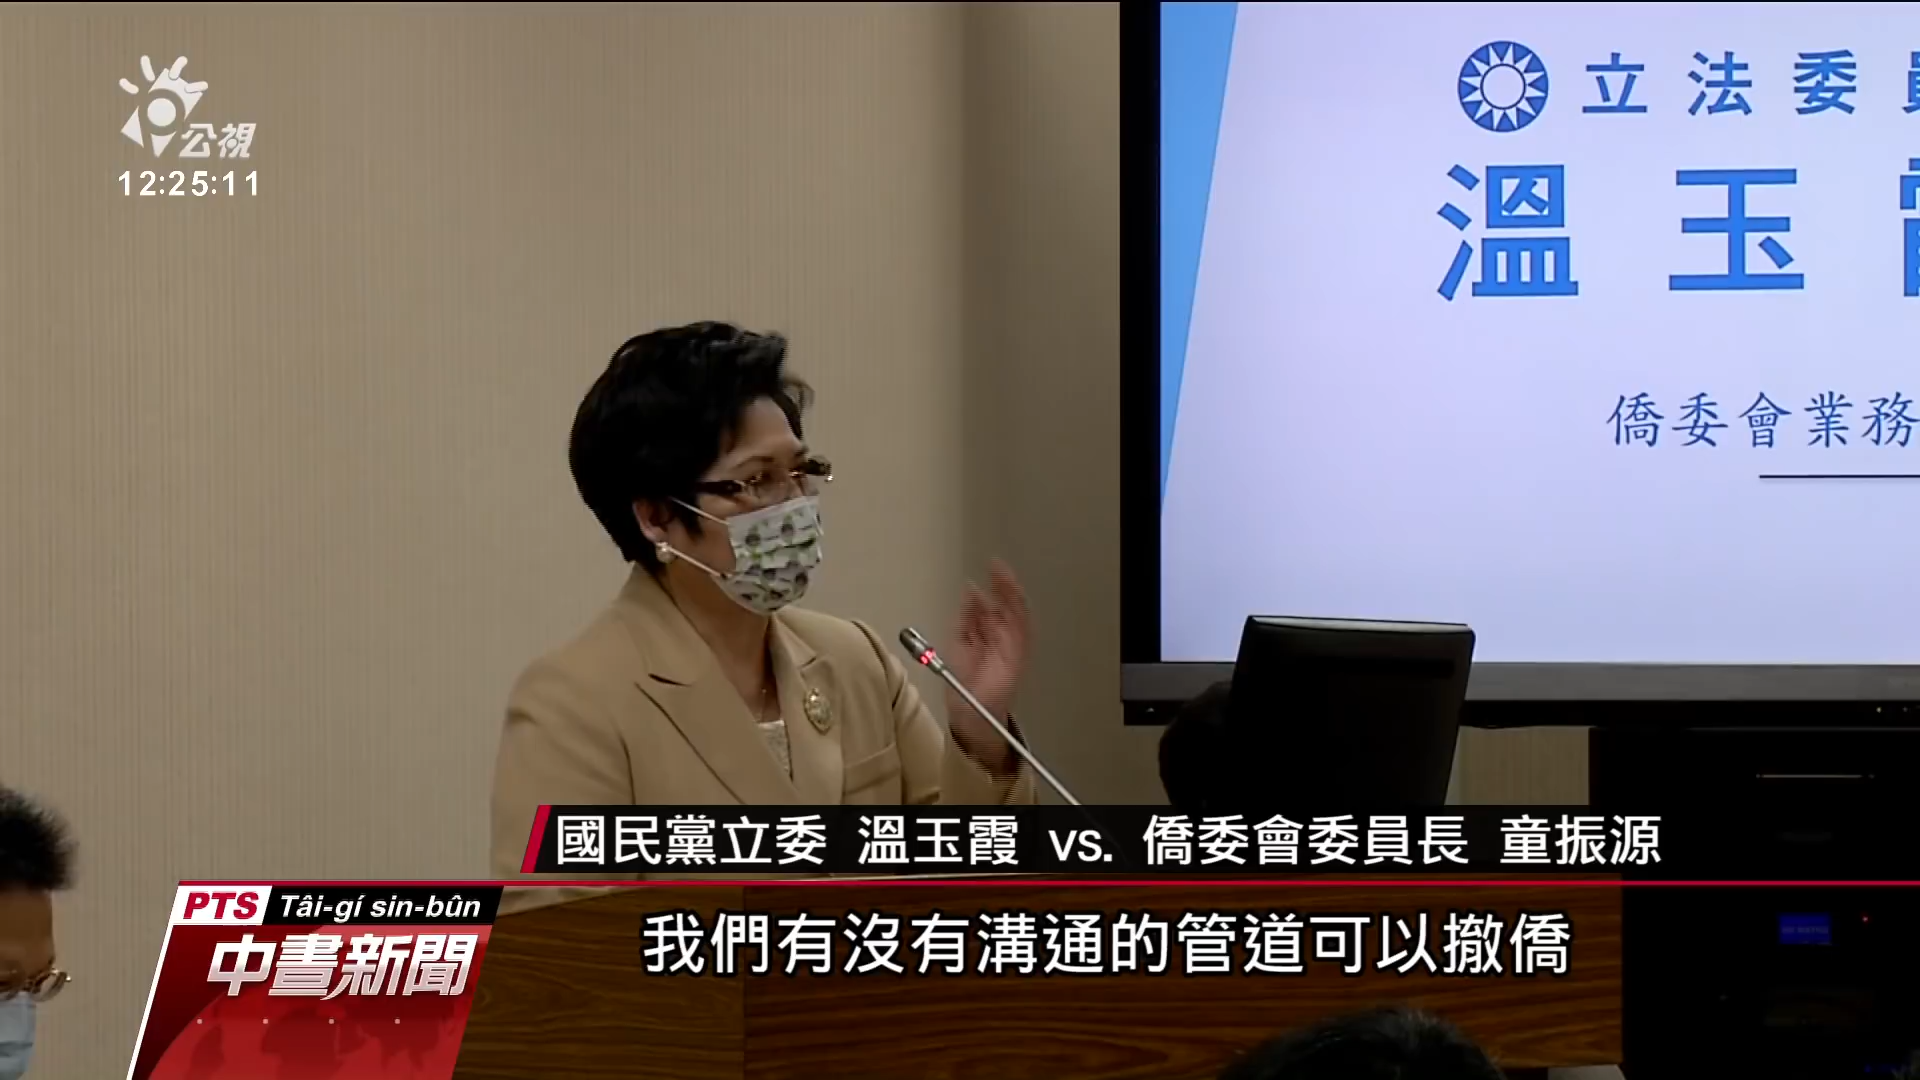 公視
12:25:11
立法委員
溫玉霞
僑委會業務
國民黨立委 溫玉霞 vs. 僑委會委員長 童振源
PTS Tâi-gí sin-bûn
中晝新聞
我們有沒有溝通的管道可以撤僑